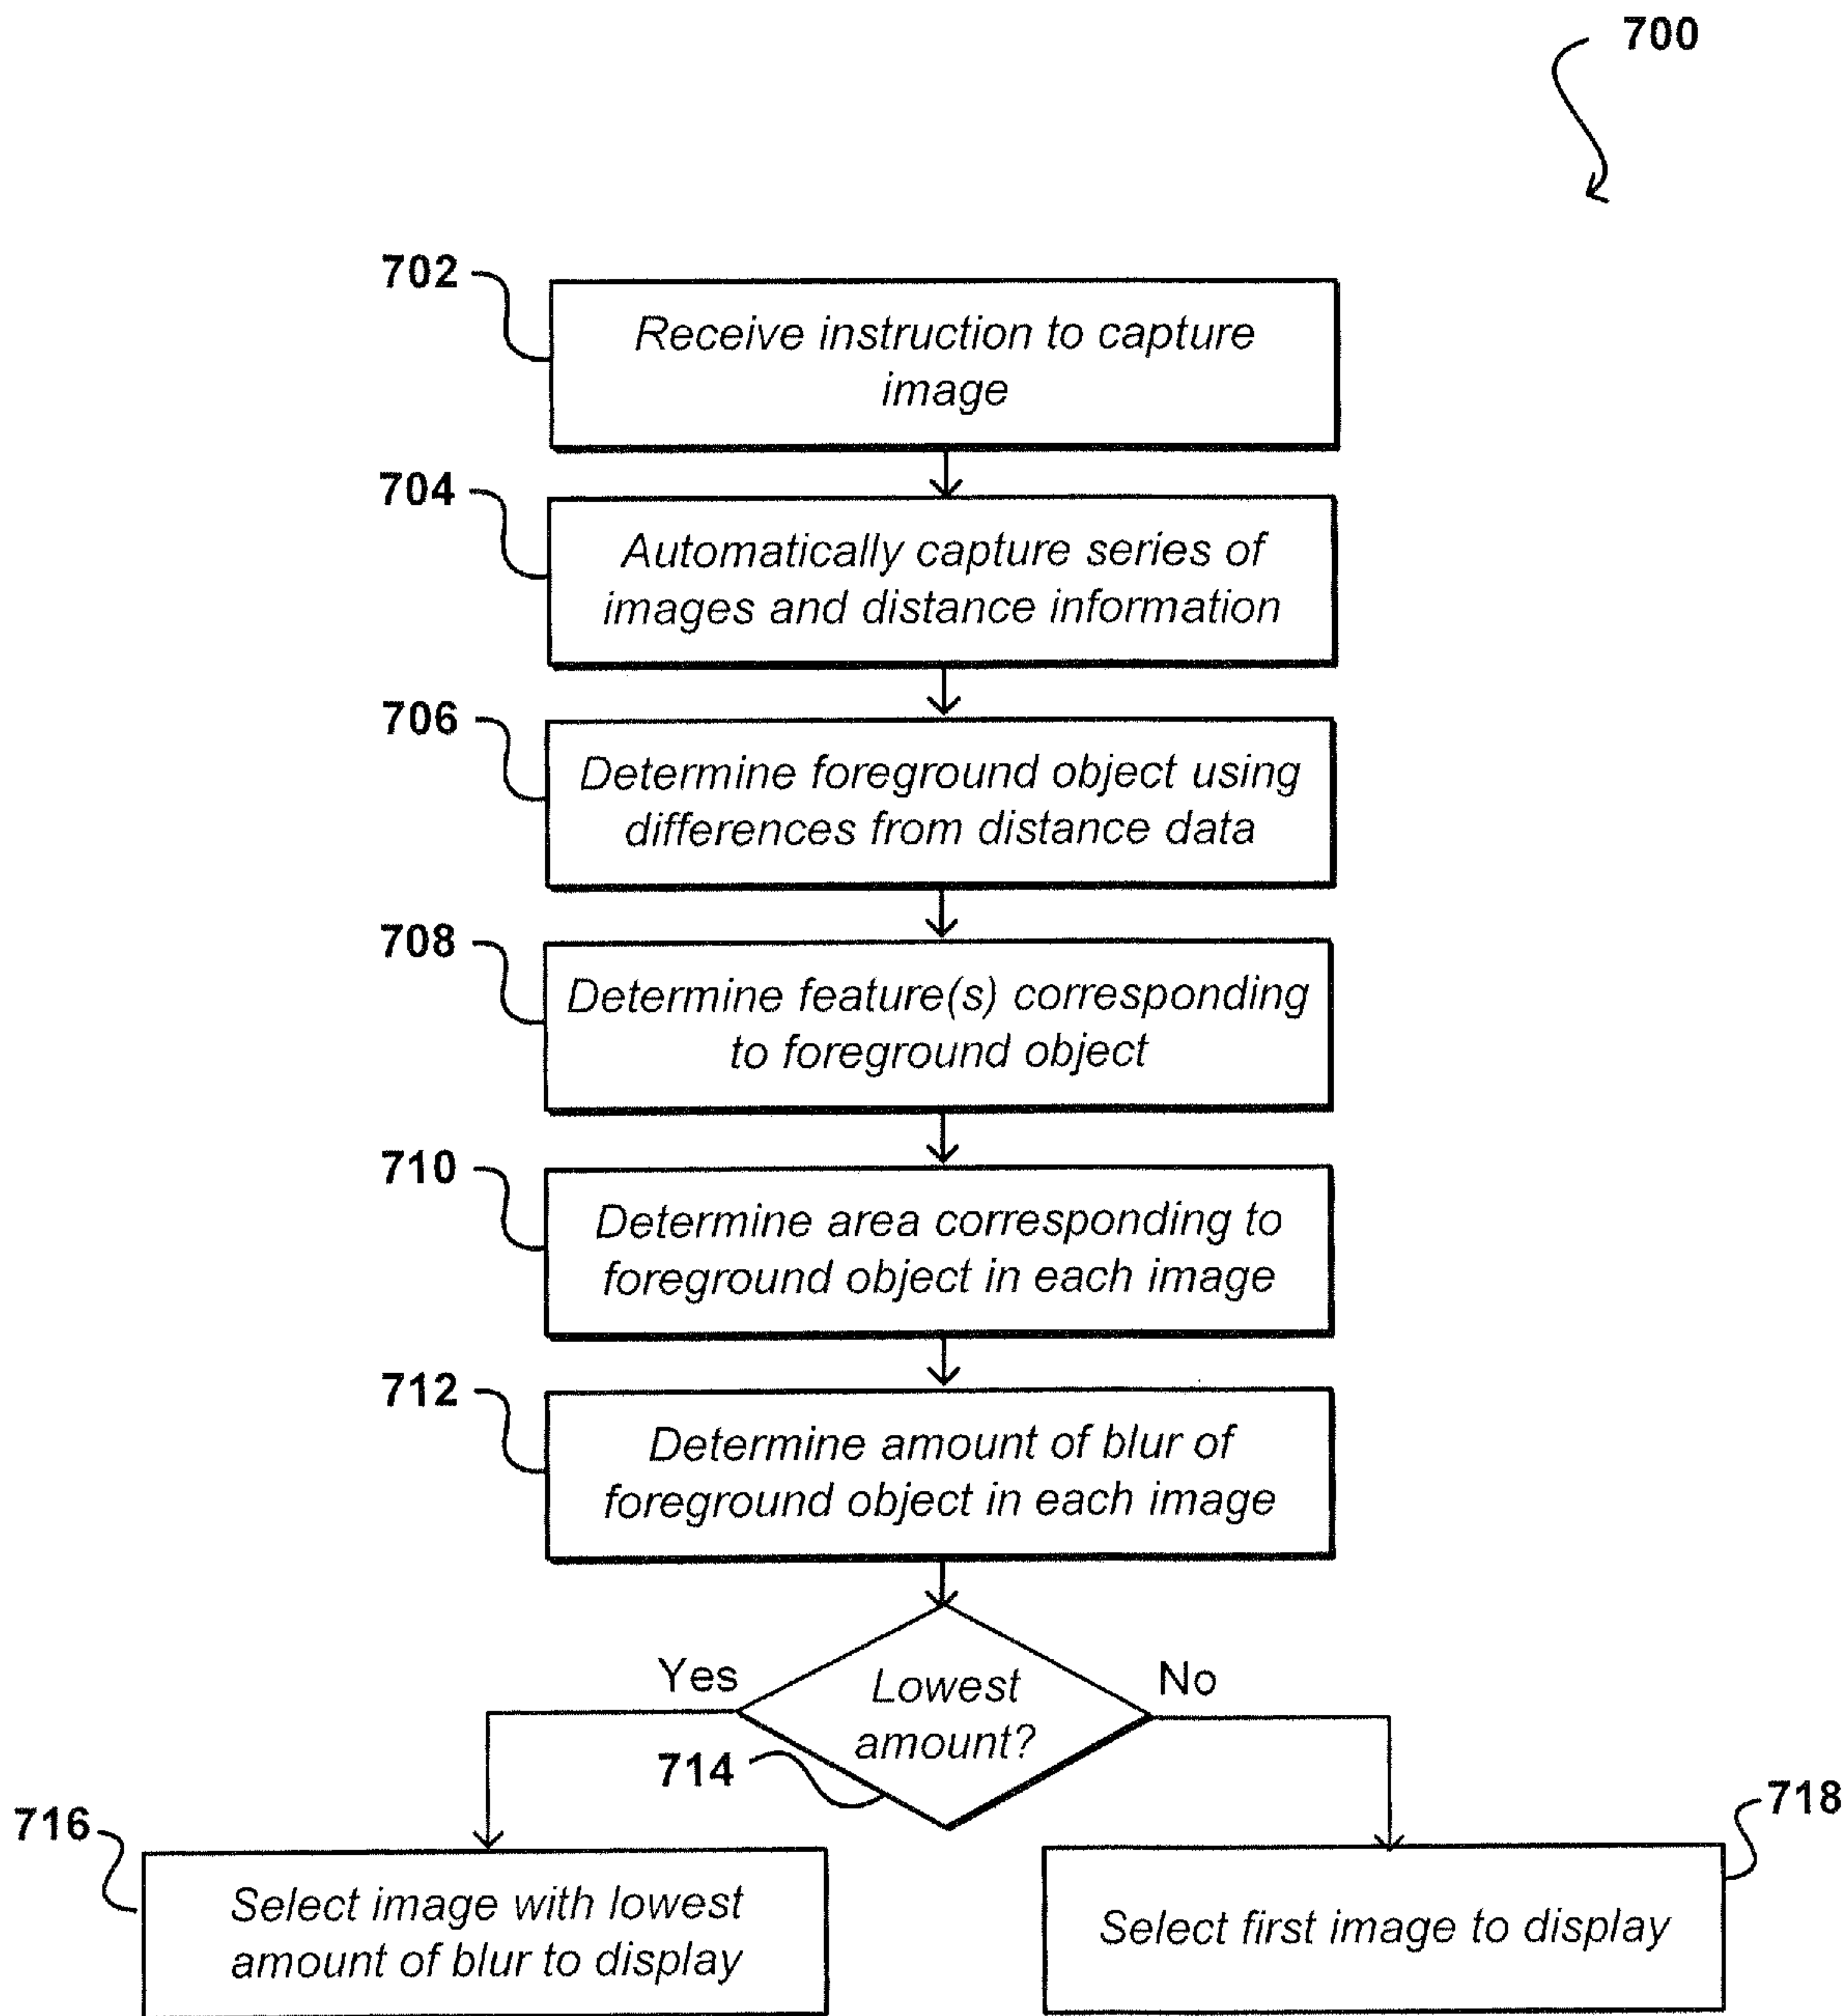 700
702
Receive instruction to capture
image
704
Automatically capture series of
images and distance information
706
Determine foreground object using
differences from distance data
708
Determine feature(s) corresponding
to foreground object
710
Determine area corresponding to
foreground object in each image
712
Determine amount of blur of
foreground object in each image
Yes
Lowest
amount?
No
714
716
Select image with lowest
amount of blur to display
718
Select first image to display